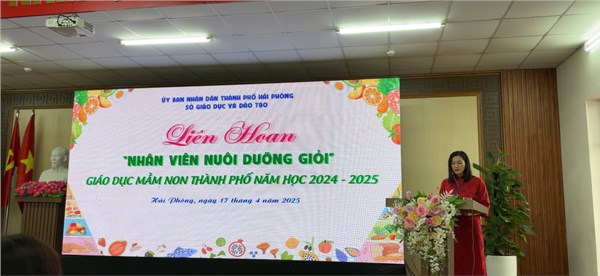 ỦY BAN NHÂN DÂN THÀNH PHỐ HẢI PHÒNG
SỞ GIÁO DỤC VÀ ĐÀO TẠO
Liên Hoan
"NHÂN VIÊN NUÔI DƯỠNG GIỎI"
GIÁO DỤC MẦM NON THÀNH PHỐ NĂM HỌC 2024 - 2025
Hải Phòng, ngày 17 tháng 4 năm 2025